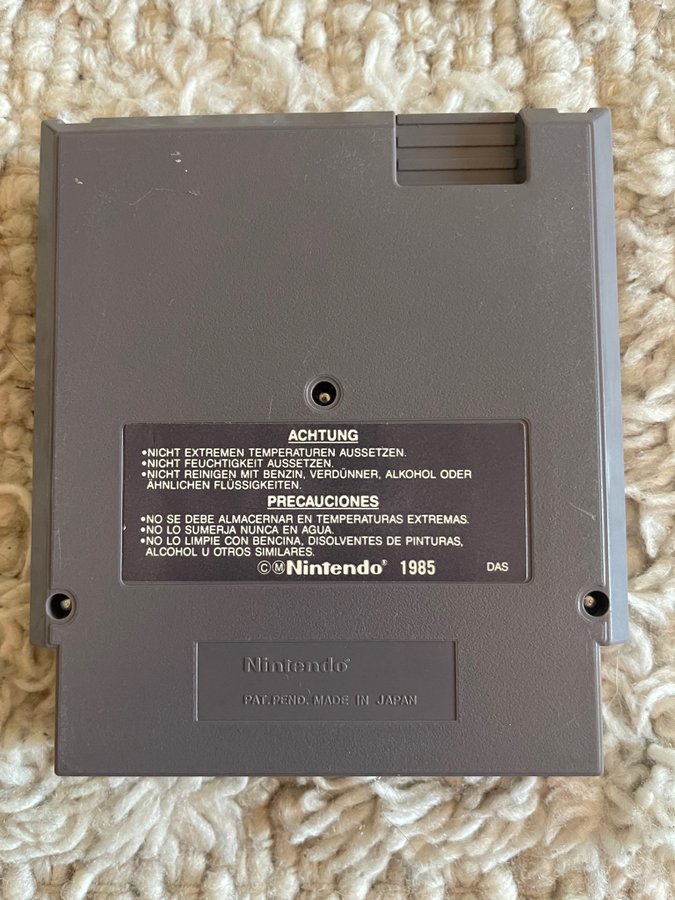 ACHTUNG
•NICHT EXTREMEN TEMPERATUREN AUSSETZEN.
•NICHT FEUCHTIGKEIT AUSSETZEN.
•NICHT REINIGEN MIT BENZIN, VERDÜNNER, ALKOHOL ODER
ÄHNLICHEN FLÜSSIGKEITEN.
PRECAUCIONES
•NO SE DEBE ALMACERNAR EN TEMPERATURAS EXTREMAS.
•NO LO SUMERJA NUNCA EN AGUA.
•NO LO LIMPIE CON BENCINA, DISOLVENTES DE PINTURAS,
ALCOHOL U OTROS SIMILARES.
©Ⓜ Nintendo® 1985 DAS
Nintendo®
PAT. PEND. MADE IN JAPAN